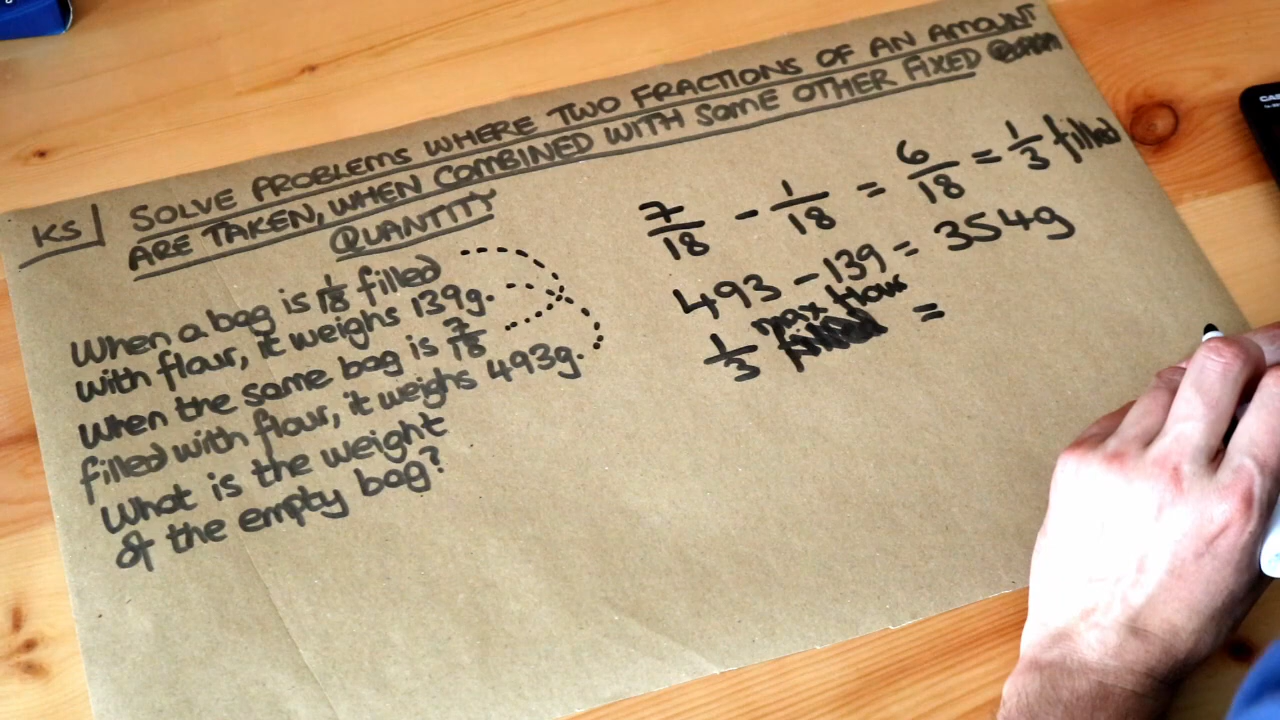 KS1 SOLVE PROBLEMS WHERE TWO FRACTIONS OF AN AMOUNT
ARE TAKEN, WHEN COMBINED WITH SOME OTHER FIXED
QUANTITY
When a bag is 1/18 filled
with flour, it weighs 139g.
When the same bag is 7/18
filled with flour, it weighs 493g.
What is the weight
of the empty bag?
7/18 - 1/18 = 6/18 = 1/3 filled
493 - 139 = 354g
1/3 max flour =
CAS